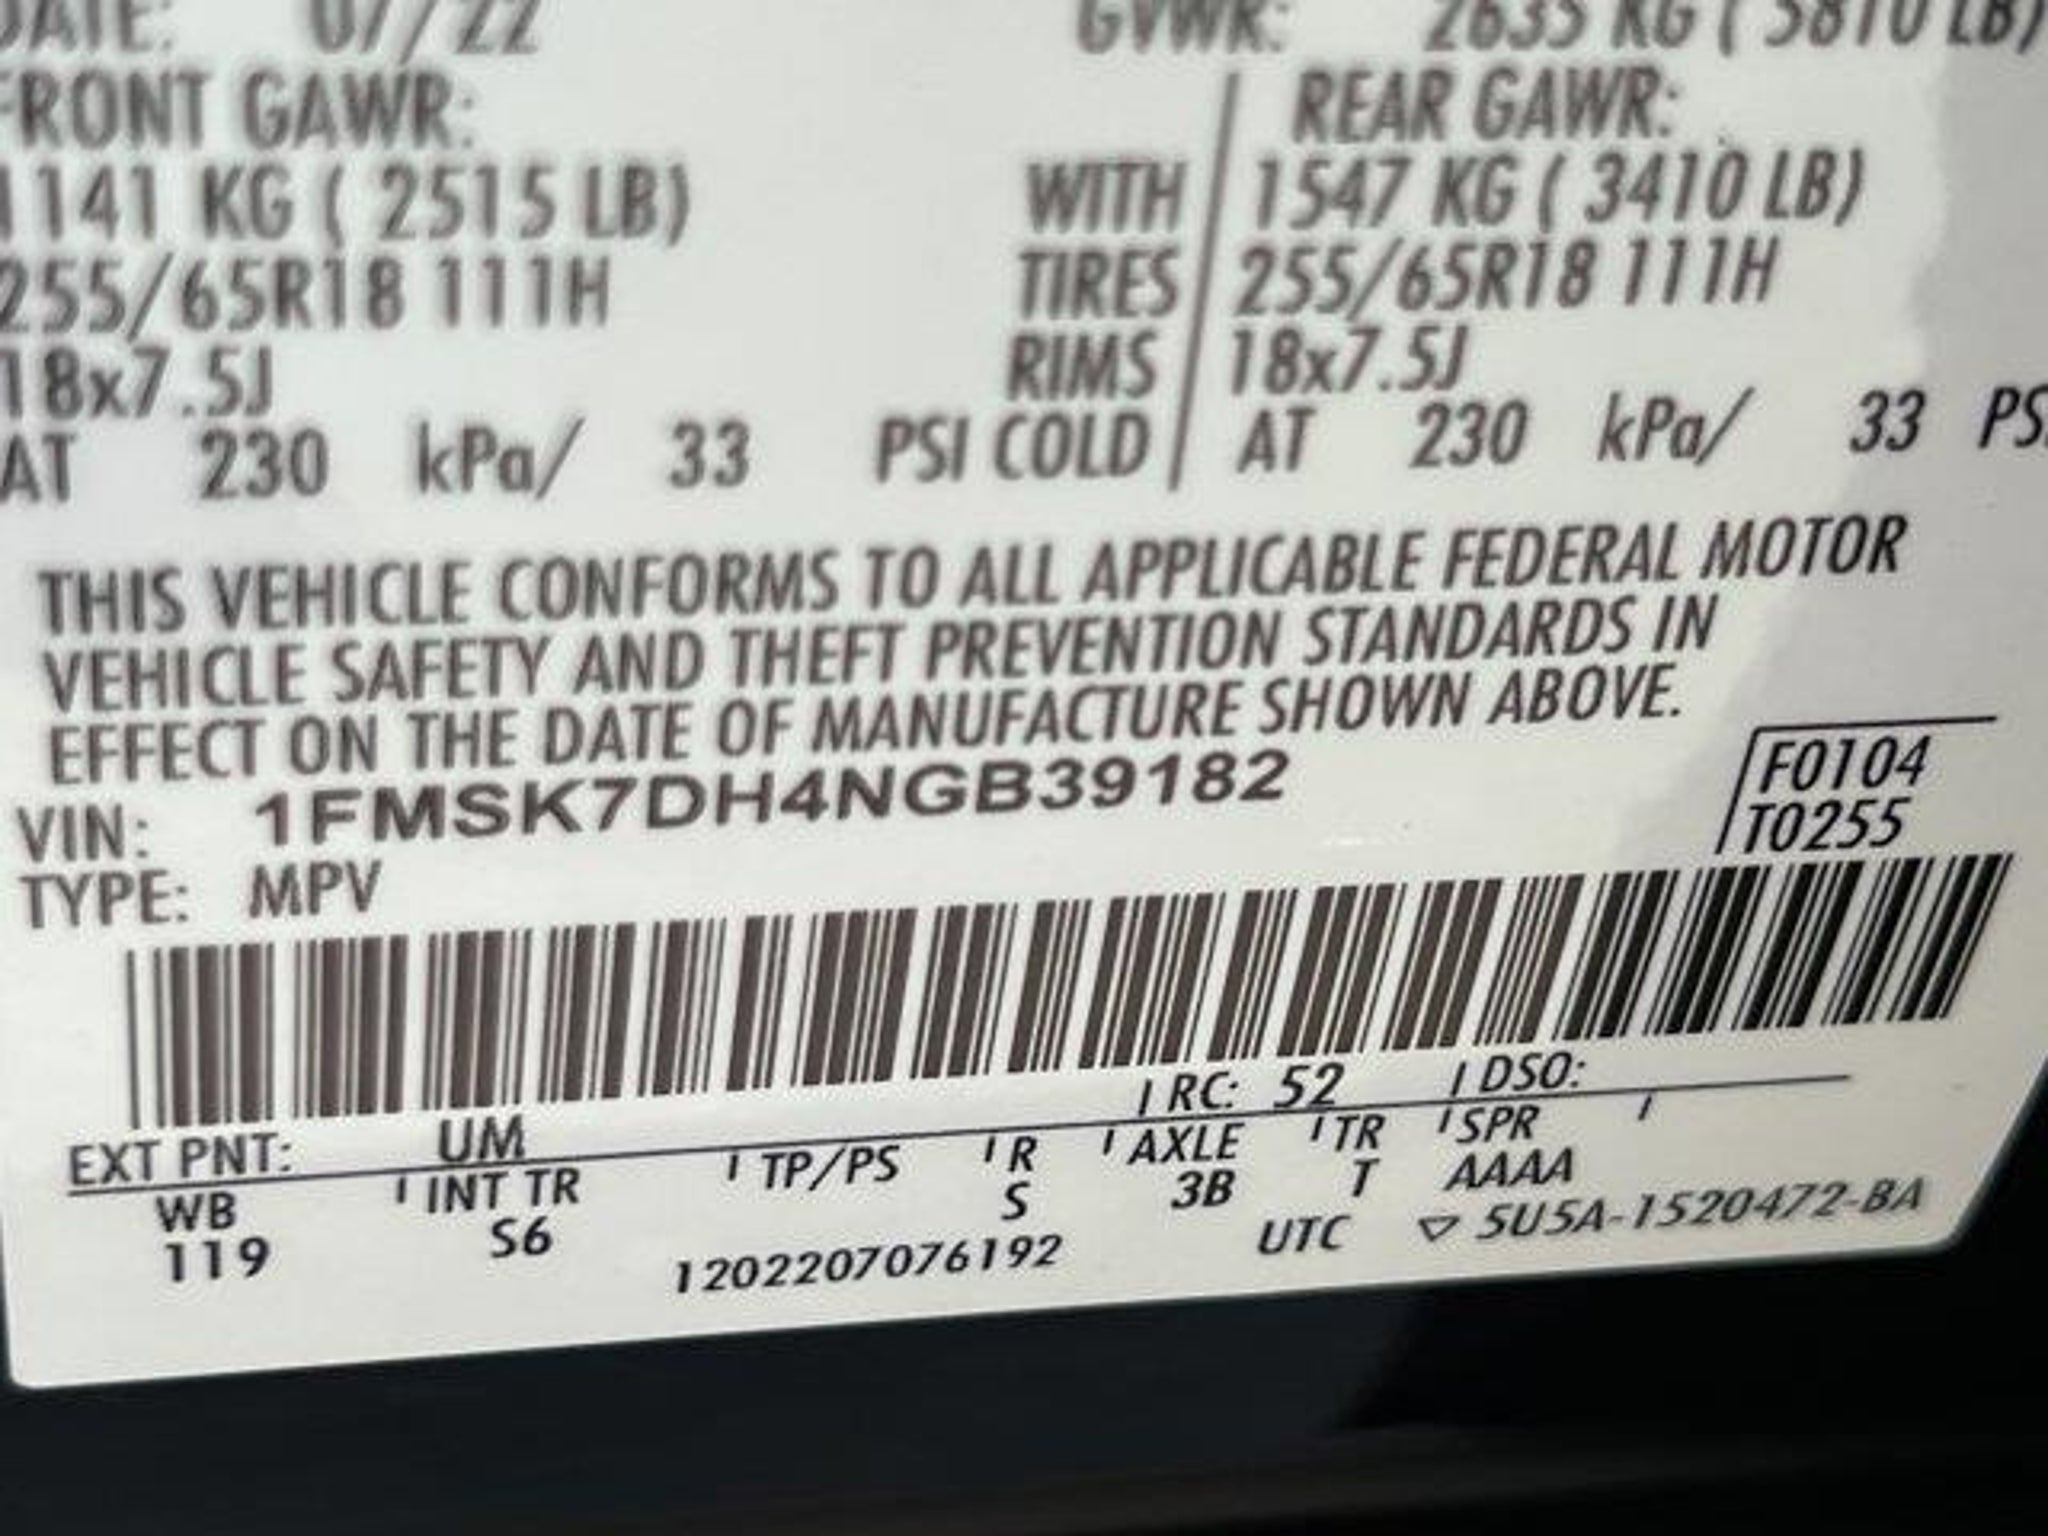 DATE: 07/22 GVWR: 2635 KG ( 5810 LB)
FRONT GAWR: REAR GAWR:
1141 KG ( 2515 LB) WITH 1547 KG ( 3410 LB)
255/65R18 111H TIRES 255/65R18 111H
18x7.5J RIMS 18x7.5J
AT 230 kPa/ 33 PSI COLD AT 230 kPa/ 33 PSI
THIS VEHICLE CONFORMS TO ALL APPLICABLE FEDERAL MOTOR
VEHICLE SAFETY AND THEFT PREVENTION STANDARDS IN
EFFECT ON THE DATE OF MANUFACTURE SHOWN ABOVE.
VIN: 1FMSK7DH4NGB39182 F0104
TYPE: MPV T0255
EXT PNT: UM RC: 52 DSO:
WB INT TR TP/PS R AXLE TR SPR
119 S6 S 3B T AAAA
1202207076192 UTC ▽ 5U5A-1520472-BA